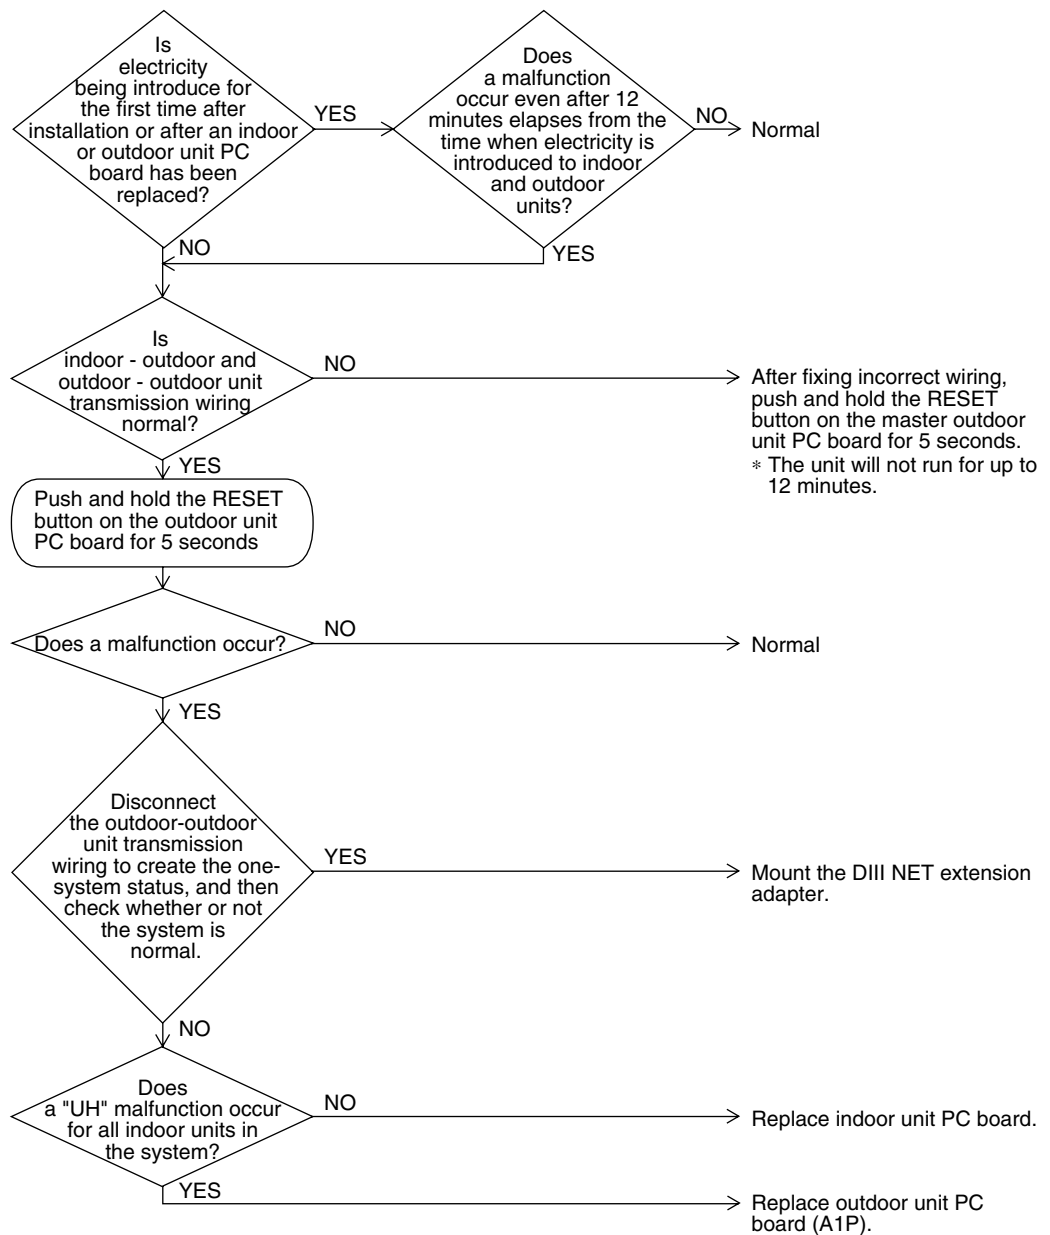 Is
electricity
being introduce for
the first time after
installation or after an indoor
or outdoor unit PC
board has been
replaced?
YES
Does
a malfunction
occur even after 12
minutes elapses from the
time when electricity is
introduced to indoor
and outdoor
units?
NO
Normal
NO
YES
Is
indoor - outdoor and
outdoor - outdoor unit
transmission wiring
normal?
NO
After fixing incorrect wiring,
push and hold the RESET
button on the master outdoor
unit PC board for 5 seconds.
* The unit will not run for up to
12 minutes.
YES
Push and hold the RESET
button on the outdoor unit
PC board for 5 seconds
Does a malfunction occur?
NO
Normal
YES
Disconnect
the outdoor-outdoor
unit transmission
wiring to create the one-
system status, and then
check whether or not
the system is
normal.
YES
Mount the DIII NET extension
adapter.
NO
Does
a "UH" malfunction occur
for all indoor units in
the system?
NO
Replace indoor unit PC board.
YES
Replace outdoor unit PC
board (A1P).